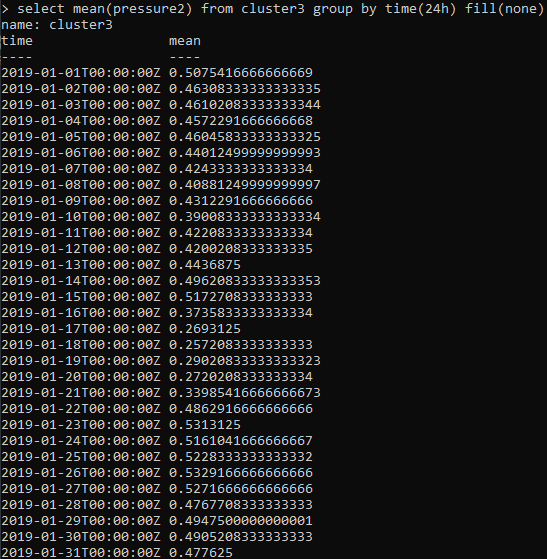 > select mean(pressure2) from cluster3 group by time(24h) fill(none)
name: cluster3
time                 mean
----                 ----
2019-01-01T00:00:00Z 0.5075416666666669
2019-01-02T00:00:00Z 0.46308333333333335
2019-01-03T00:00:00Z 0.46102083333333344
2019-01-04T00:00:00Z 0.4572291666666668
2019-01-05T00:00:00Z 0.46045833333333325
2019-01-06T00:00:00Z 0.44012499999999993
2019-01-07T00:00:00Z 0.4243333333333334
2019-01-08T00:00:00Z 0.40881249999999997
2019-01-09T00:00:00Z 0.4312291666666666
2019-01-10T00:00:00Z 0.39008333333333334
2019-01-11T00:00:00Z 0.4220833333333334
2019-01-12T00:00:00Z 0.4200208333333335
2019-01-13T00:00:00Z 0.4436875
2019-01-14T00:00:00Z 0.49620833333333353
2019-01-15T00:00:00Z 0.5172708333333333
2019-01-16T00:00:00Z 0.3735833333333334
2019-01-17T00:00:00Z 0.2693125
2019-01-18T00:00:00Z 0.2572083333333333
2019-01-19T00:00:00Z 0.29020833333333323
2019-01-20T00:00:00Z 0.2720208333333334
2019-01-21T00:00:00Z 0.33985416666666673
2019-01-22T00:00:00Z 0.4862916666666666
2019-01-23T00:00:00Z 0.5313125
2019-01-24T00:00:00Z 0.5161041666666667
2019-01-25T00:00:00Z 0.5228333333333332
2019-01-26T00:00:00Z 0.5329166666666666
2019-01-27T00:00:00Z 0.5271666666666666
2019-01-28T00:00:00Z 0.4767708333333333
2019-01-29T00:00:00Z 0.4947500000000001
2019-01-30T00:00:00Z 0.4905208333333333
2019-01-31T00:00:00Z 0.477625